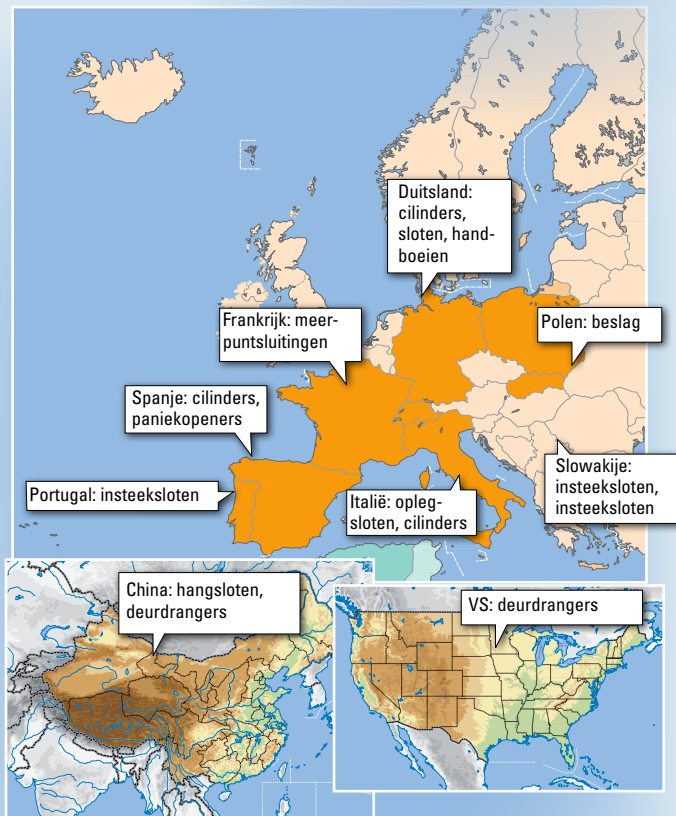 Duitsland:
cilinders,
sloten, hand-
boeien
Frankrijk: meer-
puntsluitingen
Polen: beslag
Spanje: cilinders,
paniekopeners
Slowakije:
insteeksloten,
insteeksloten
Portugal: insteeksloten
Italië: opleg-
sloten, cilinders
China: hangsloten,
deurdrangers
VS: deurdrangers